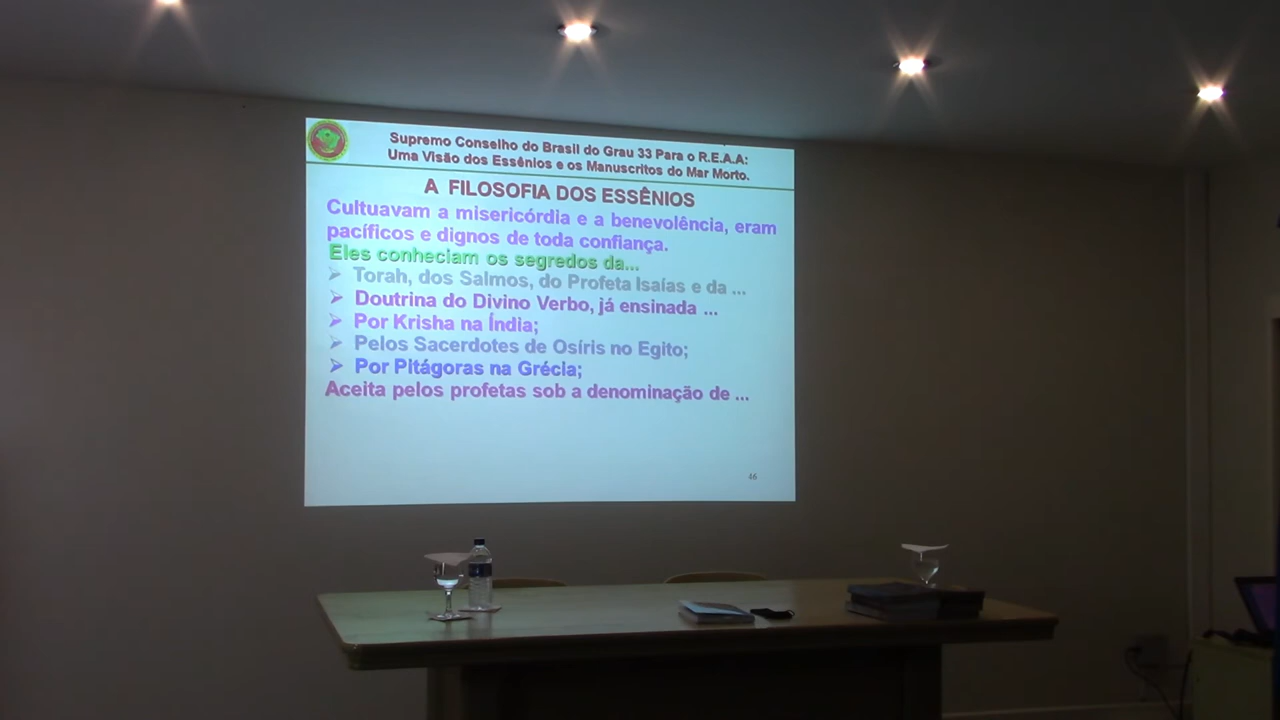 Supremo Conselho do Brasil do Grau 33 Para o R.E.A.A:
Uma Visão dos Essênios e os Manuscritos do Mar Morto.
A FILOSOFIA DOS ESSÊNIOS
Cultuavam a misericórdia e a benevolência, eram
pacíficos e dignos de toda confiança.
Eles conheciam os segredos da...
Torah, dos Salmos, do Profeta Isaías e da ...
Doutrina do Divino Verbo, já ensinada ...
Por Krisha na Índia;
Pelos Sacerdotes de Osíris no Egito;
Por Pitágoras na Grécia;
Aceita pelos profetas sob a denominação de ...
46